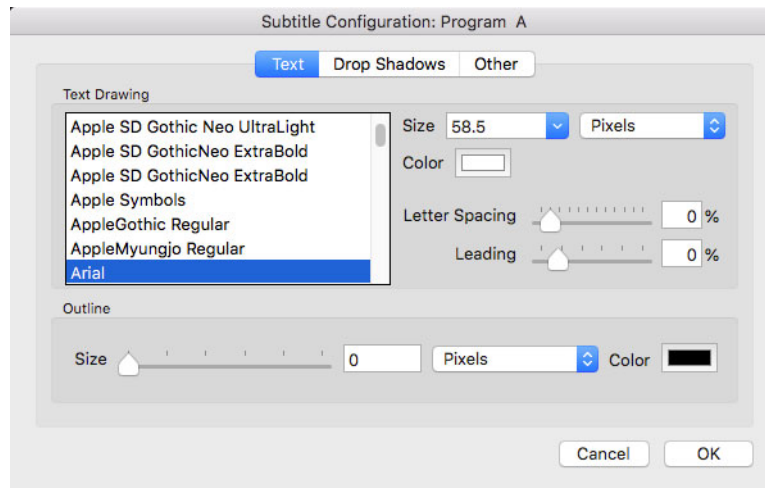 Subtitle Configuration: Program A
Text Drop Shadows Other
Text Drawing
Apple SD Gothic Neo UltraLight
Apple SD GothicNeo ExtraBold
Apple SD GothicNeo ExtraBold
Apple Symbols
AppleGothic Regular
AppleMyungjo Regular
Arial
Size 58.5 Pixels
Color
Letter Spacing 0 %
Leading 0 %
Outline
Size 0 Pixels Color
Cancel OK